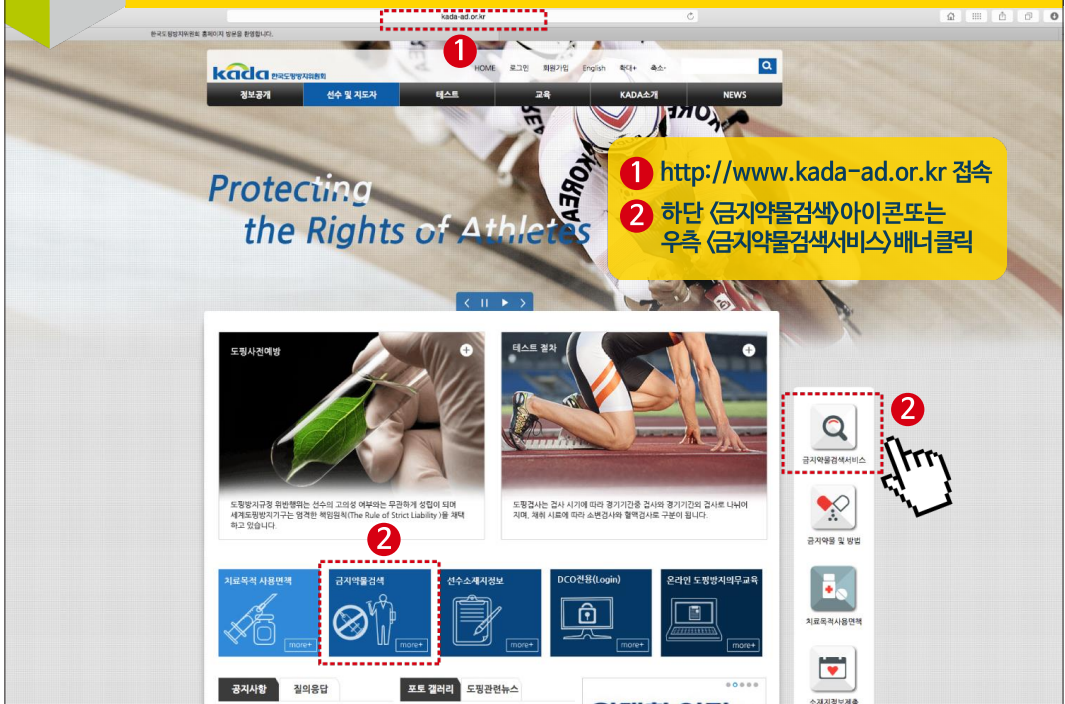 kada-ad.or.kr
한국도핑방지위원회 홈페이지 방문을 환영합니다.
1
kada 한국도핑방지위원회
HOME 로그인 회원가입 English 확대+ 축소-
정보공개 선수 및 지도자 테스트 교육 KADA소개 NEWS
KOREA
KOREA
Protecting
the Rights of Athletes
1 http://www.kada-ad.or.kr 접속
2 하단 〈금지약물검색〉아이콘또는
우측 〈금지약물검색서비스〉배너클릭
도핑사전예방
도핑방지규정 위반행위는 선수의 고의성 여부와는 무관하게 성립이 되며
세계도핑방지기구는 엄격한 책임원칙(The Rule of Strict Liability )을 채택
하고 있습니다.
테스트 절차
도핑검사는 검사 시기에 따라 경기기간중 검사와 경기기간외 검사로 나뉘어
지며, 채취 시료에 따라 소변검사와 혈액검사로 구분이 됩니다.
2
금지약물검색서비스
금지약물 및 방법
치료목적사용면책
소재지정보제출
2
치료목적 사용면책
more+
금지약물검색
more+
선수소재지정보
more+
DCO전용(Login)
more+
온라인 도핑방지의무교육
more+
공지사항 질의응답
포토 갤러리 도핑관련뉴스